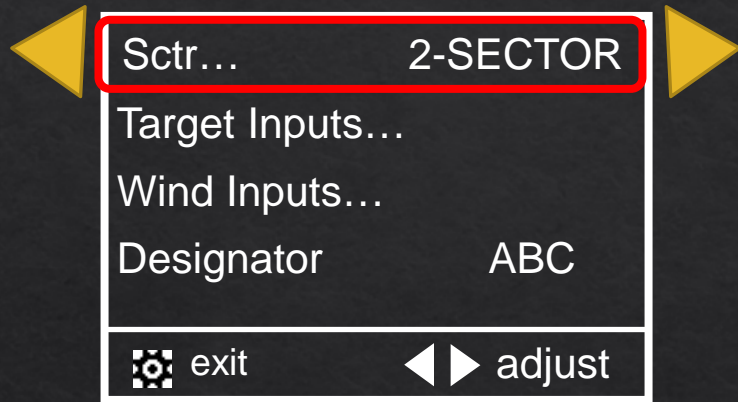 Sctr… 2-SECTOR
Target Inputs…
Wind Inputs…
Designator ABC
exit adjust